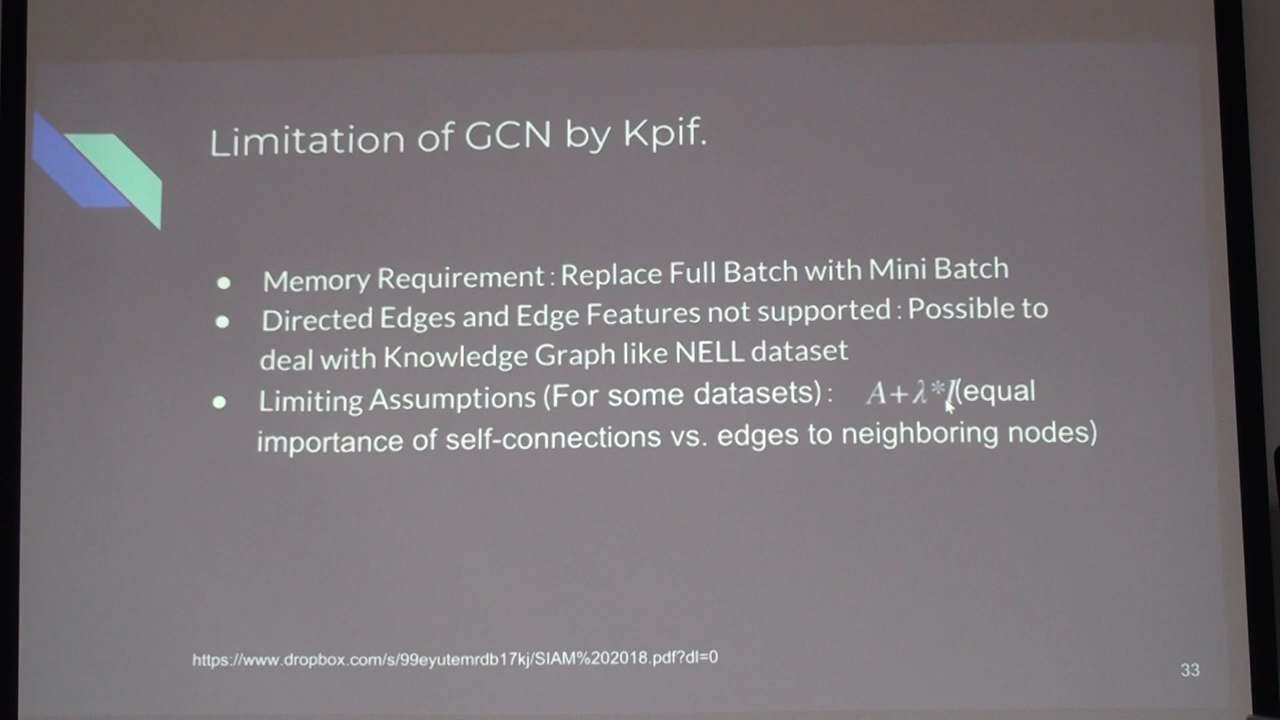 Limitation of GCN by Kpif.
● Memory Requirement : Replace Full Batch with Mini Batch
● Directed Edges and Edge Features not supported : Possible to
deal with Knowledge Graph like NELL dataset
● Limiting Assumptions (For some datasets) : A+λ*I(equal
importance of self-connections vs. edges to neighboring nodes)
https://www.dropbox.com/s/99eyutemrdb17kj/SIAM%202018.pdf?dl=0
33